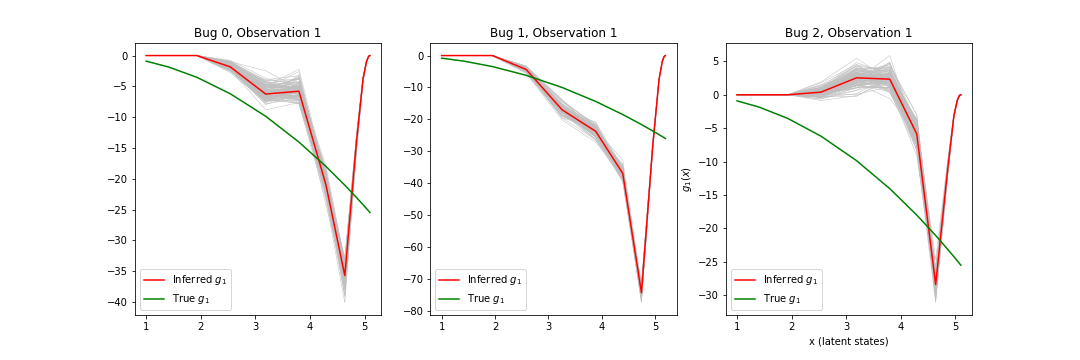 Bug 0, Observation 1
0
−5
−10
−15
−20
−25
−30
−35
−40
1 2 3 4 5
Inferred g₁
True g₁
Bug 1, Observation 1
0
−10
−20
−30
−40
−50
−60
−70
−80
1 2 3 4 5
Inferred g₁
True g₁
Bug 2, Observation 1
g₁(x)
5
0
−5
−10
−15
−20
−25
−30
1 2 3 4 5
x (latent states)
Inferred g₁
True g₁